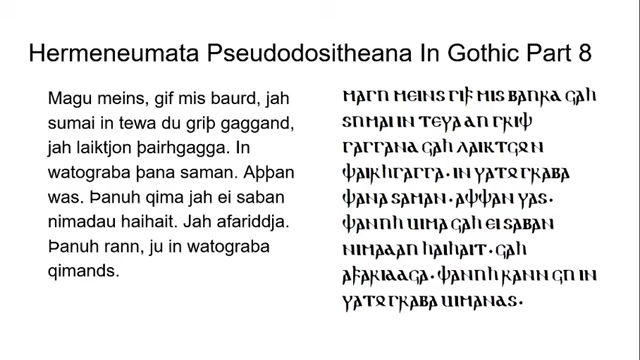 Hermeneumata Pseudodositheana In Gothic Part 8
Magu meins, gif mis baurd, jah
sumai in tewa du griþ gaggand,
jah laiktjon þairhgagga. In
watograba þana saman. Aþþan
was. Þanuh qima jah ei saban
nimadau haihait. Jah afariddja.
Þanuh rann, ju in watograba
qimands.
𐌼𐌰𐌲𐌿 𐌼𐌴𐌹𐌽𐍃 𐌲𐌹𐍆 𐌼𐌹𐍃 𐌱𐌰𐌿𐍂𐌳 𐌾𐌰𐌷
𐍃𐌿𐌼𐌰𐌹 𐌹𐌽 𐍄𐌴𐍅𐌰 𐌳𐌿 𐌲𐍂𐌹𐌸
𐌲𐌰𐌲𐌲𐌰𐌽𐌳 𐌾𐌰𐌷 𐌻𐌰𐌹𐌺𐍄𐌾𐍉𐌽
𐌸𐌰𐌹𐍂𐌷𐌲𐌰𐌲𐌲𐌰· 𐌹𐌽 𐍅𐌰𐍄𐍉𐌲𐍂𐌰𐌱𐌰
𐌸𐌰𐌽𐌰 𐍃𐌰𐌼𐌰𐌽· 𐌰𐌸𐌸𐌰𐌽 𐍅𐌰𐍃·
𐌸𐌰𐌽𐌿𐌷 𐌵𐌹𐌼𐌰 𐌾𐌰𐌷 𐌴𐌹 𐍃𐌰𐌱𐌰𐌽
𐌽𐌹𐌼𐌰𐌳𐌰𐌿 𐌷𐌰𐌹𐌷𐌰𐌹𐍄· 𐌾𐌰𐌷
𐌰𐍆𐌰𐍂𐌹𐌳𐌳𐌾𐌰· 𐌸𐌰𐌽𐌿𐌷 𐍂𐌰𐌽𐌽 𐌾𐌿 𐌹𐌽
𐍅𐌰𐍄𐍉𐌲𐍂𐌰𐌱𐌰 𐌵𐌹𐌼𐌰𐌽𐌳𐍃·